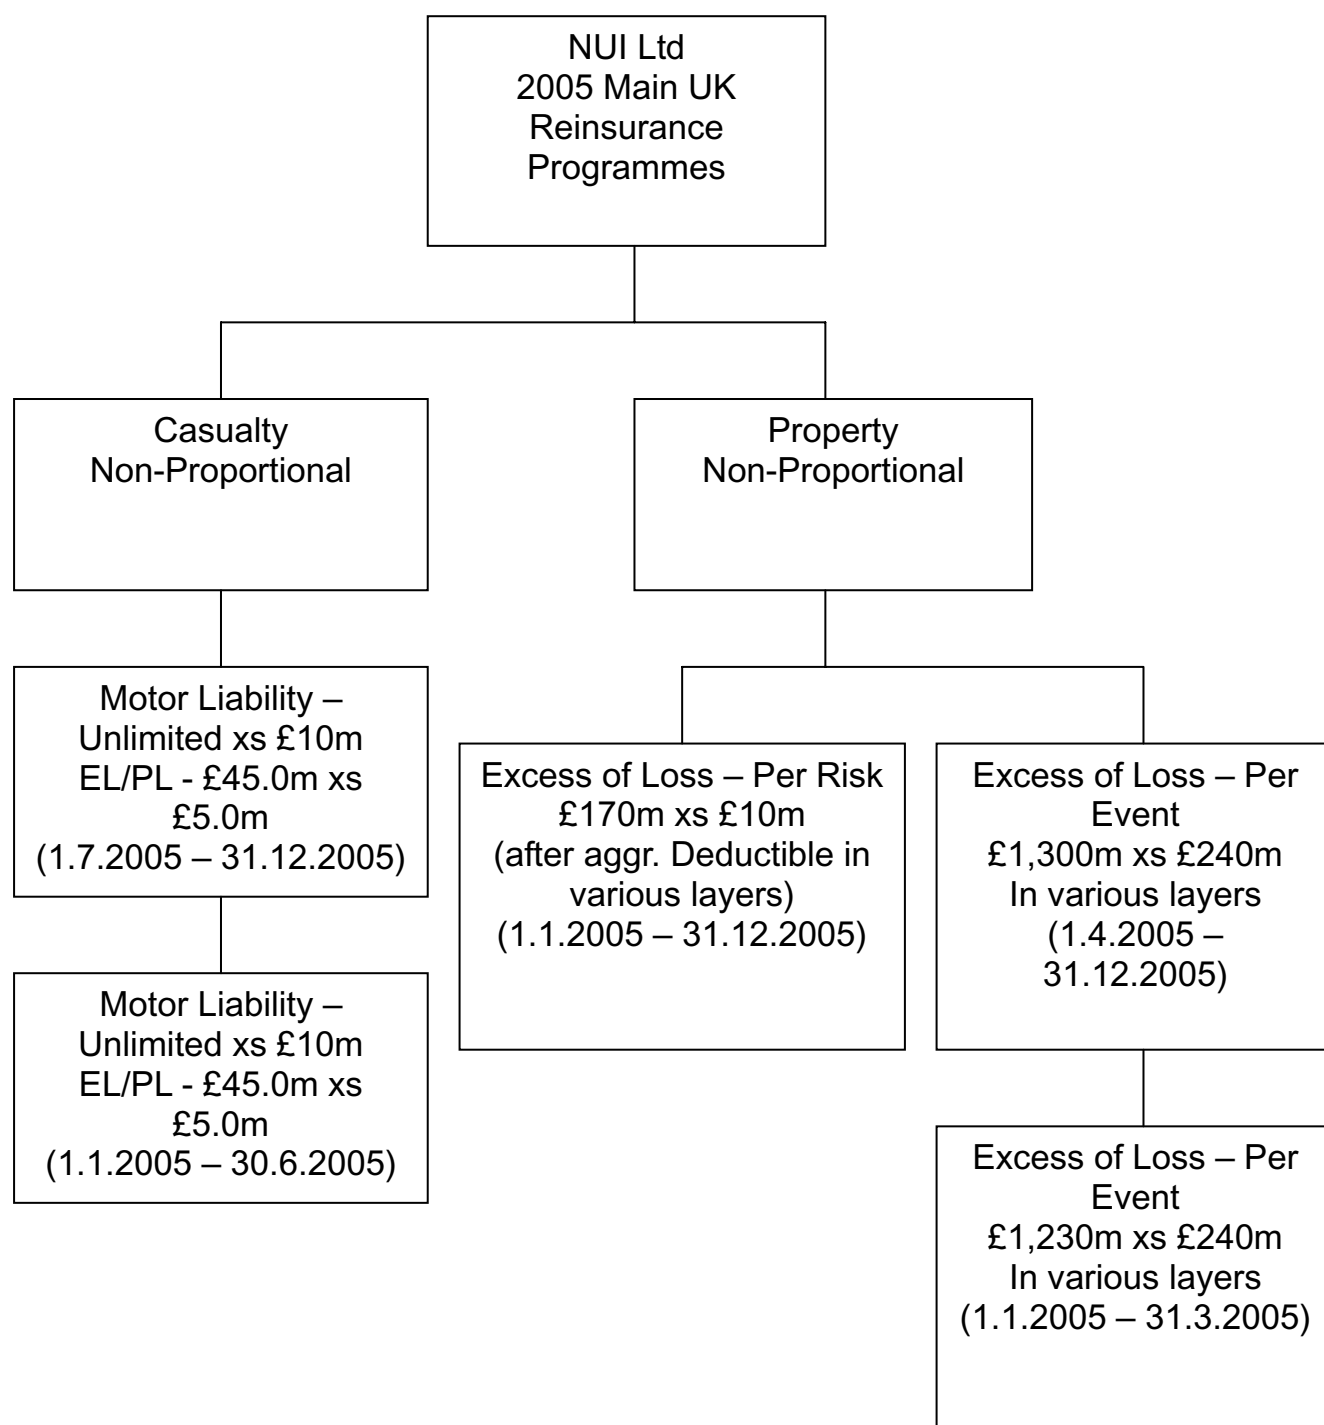 NUI Ltd
2005 Main UK
Reinsurance
Programmes
Casualty
Non-Proportional
Property
Non-Proportional
Motor Liability –
Unlimited xs £10m
EL/PL - £45.0m xs
£5.0m
(1.7.2005 – 31.12.2005)
Excess of Loss – Per Risk
£170m xs £10m
(after aggr. Deductible in
various layers)
(1.1.2005 – 31.12.2005)
Excess of Loss – Per
Event
£1,300m xs £240m
In various layers
(1.4.2005 –
31.12.2005)
Motor Liability –
Unlimited xs £10m
EL/PL - £45.0m xs
£5.0m
(1.1.2005 – 30.6.2005)
Excess of Loss – Per
Event
£1,230m xs £240m
In various layers
(1.1.2005 – 31.3.2005)